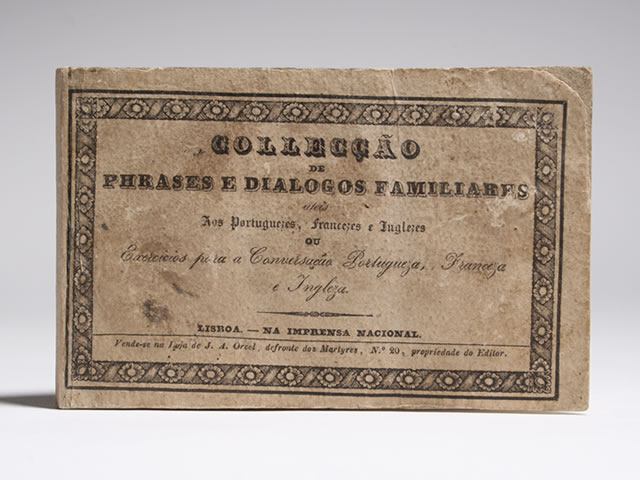 COLLECÇÃO
DE
PHRASES E DIALOGOS FAMILIARES
uteis
Aos Portuguezes, Francezes e Inglezes
OU
Exercicios para a Conversação Portugueza, Franceza
e Ingleza.
LISBOA. — NA IMPRENSA NACIONAL.
Vende-se na Loja de J. A. Orcel, defronte dos Martyres, N.º 20, propriedade do Editor.